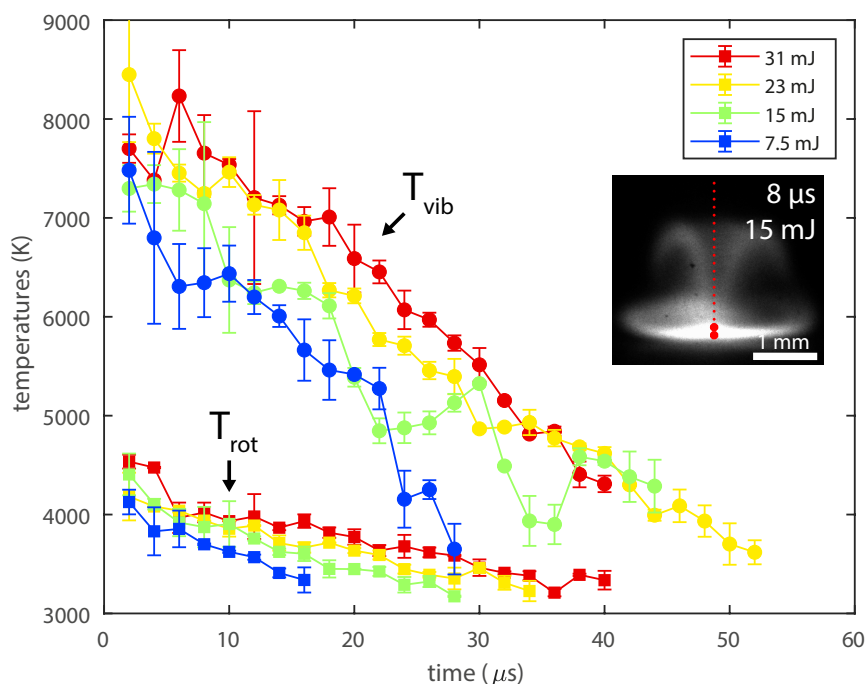 9000
8000
7000
6000
5000
4000
3000
temperatures (K)
0
10
20
30
40
50
60
time (μs)
31 mJ
23 mJ
15 mJ
7.5 mJ
T_vib
T_rot
8 μs
15 mJ
1 mm